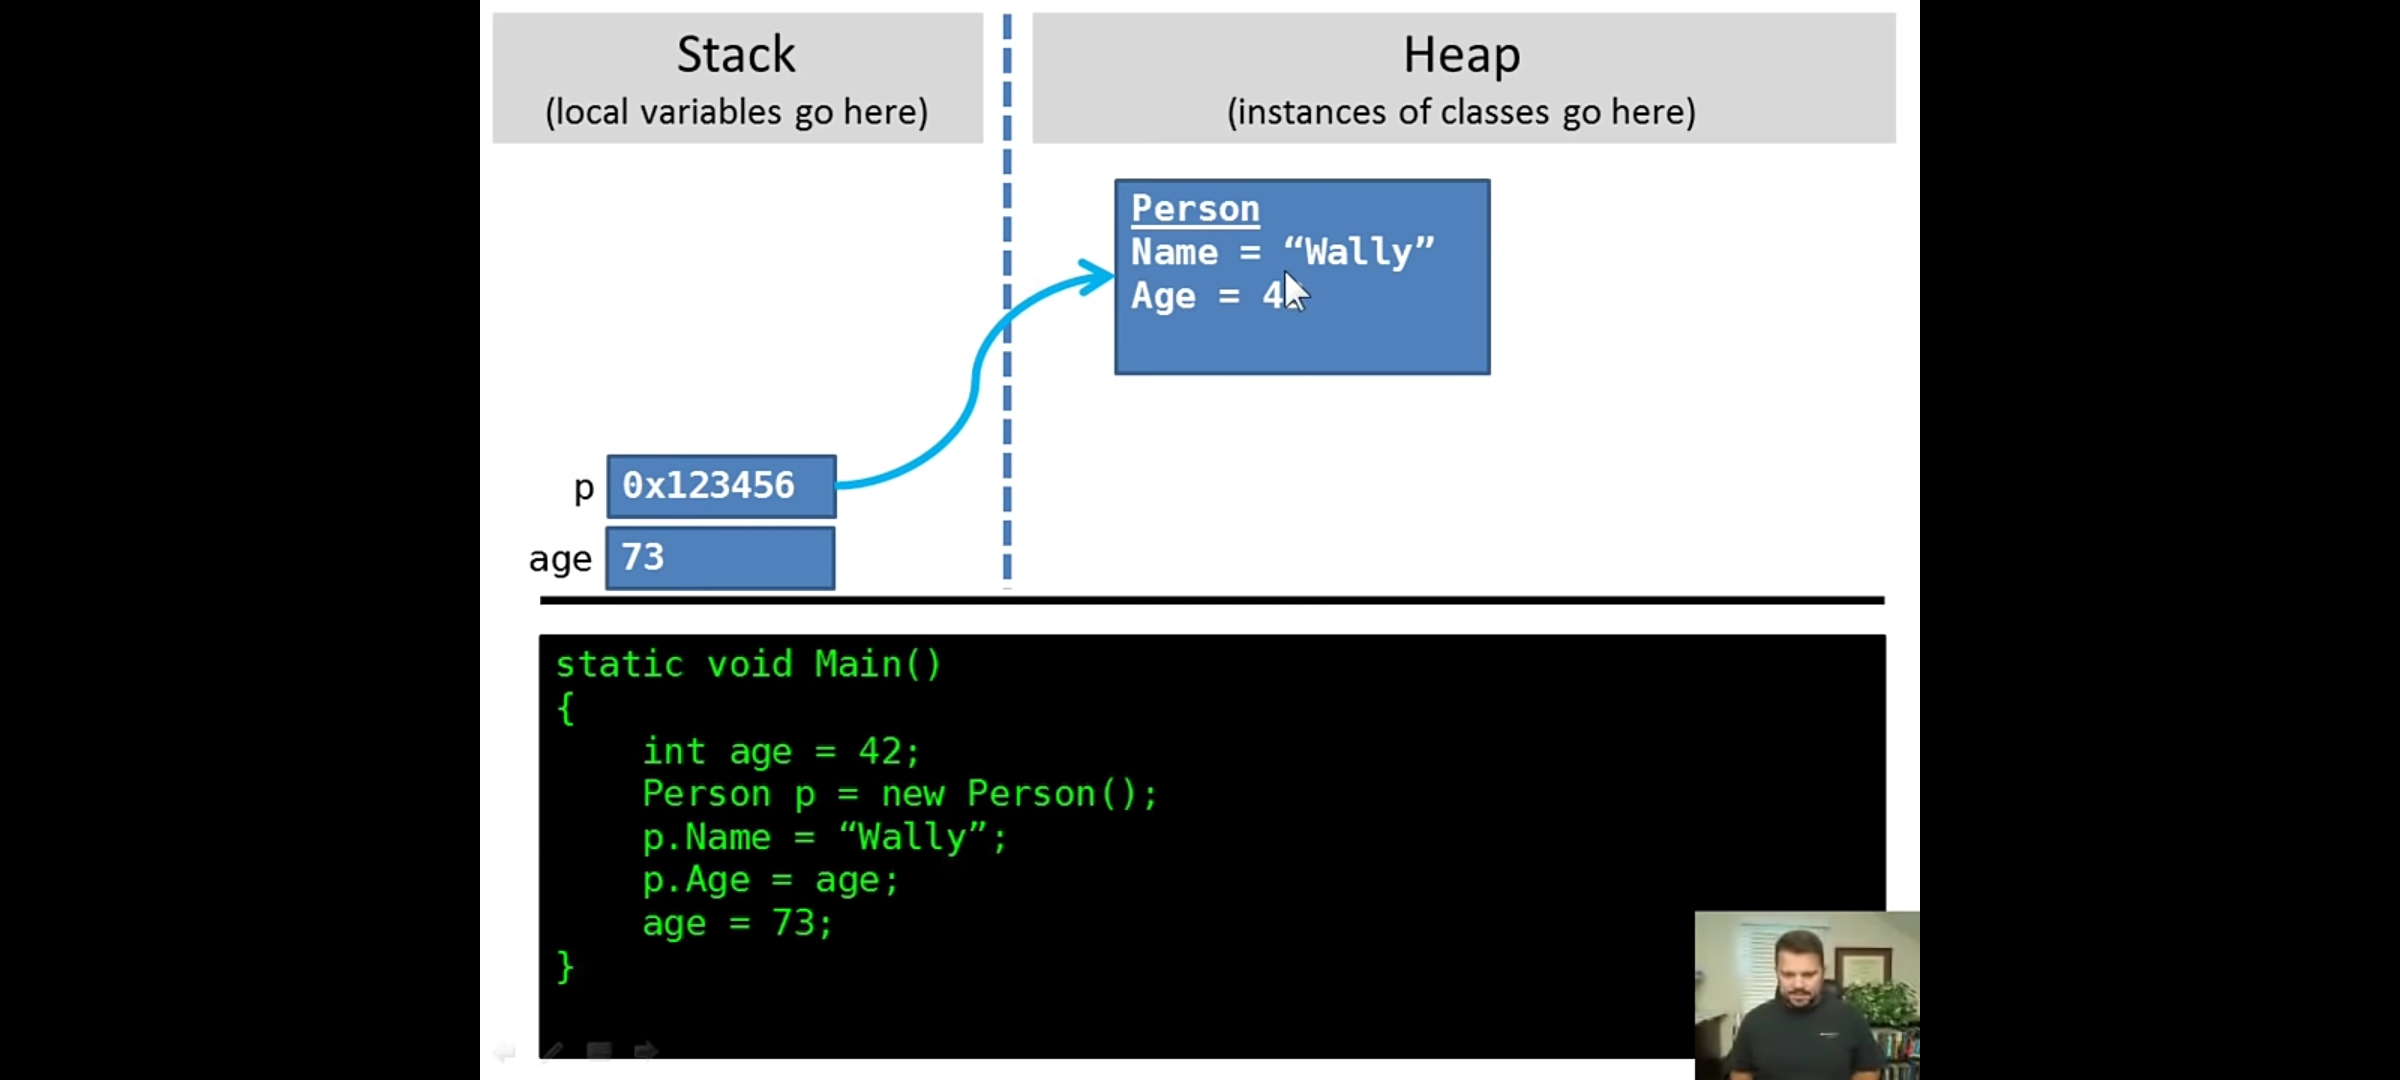 Stack
(local variables go here)
Heap
(instances of classes go here)
Person
Name = “Wally”
Age = 4
p 0x123456
age 73
static void Main()
{
int age = 42;
Person p = new Person();
p.Name = “Wally”;
p.Age = age;
age = 73;
}